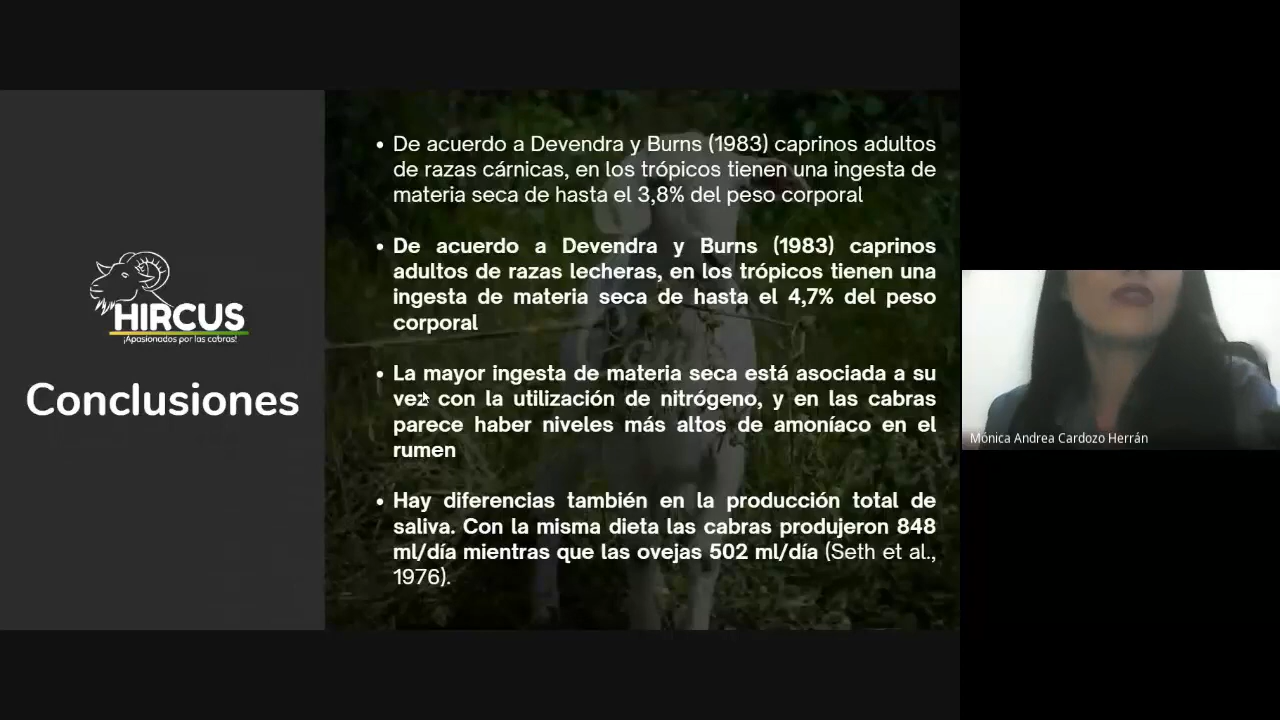 HIRCUS
¡Apasionados por las cabras!
Conclusiones
• De acuerdo a Devendra y Burns (1983) caprinos adultos
de razas cárnicas, en los trópicos tienen una ingesta de
materia seca de hasta el 3,8% del peso corporal
• De acuerdo a Devendra y Burns (1983) caprinos
adultos de razas lecheras, en los trópicos tienen una
ingesta de materia seca de hasta el 4,7% del peso
corporal
• La mayor ingesta de materia seca está asociada a su
vez con la utilización de nitrógeno, y en las cabras
parece haber niveles más altos de amoníaco en el
rumen
• Hay diferencias también en la producción total de
saliva. Con la misma dieta las cabras produjeron 848
ml/día mientras que las ovejas 502 ml/día (Seth et al.,
1976).
Mónica Andrea Cardozo Herrán